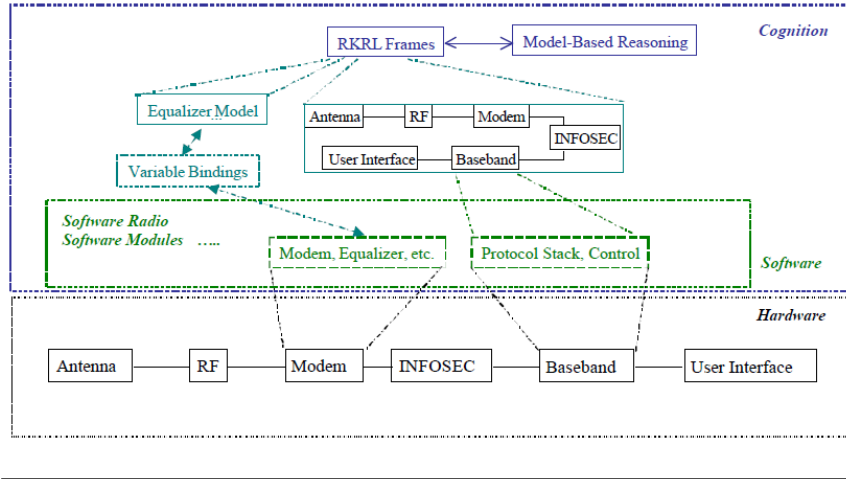 Cognition
RKRL Frames
Model-Based Reasoning
Equalizer Model
...
Antenna
RF
Modem
INFOSEC
User Interface
Baseband
Variable Bindings
Software Radio
Software Modules …..
Modem, Equalizer, etc.
Protocol Stack, Control
Software
Hardware
Antenna
RF
Modem
INFOSEC
Baseband
User Interface